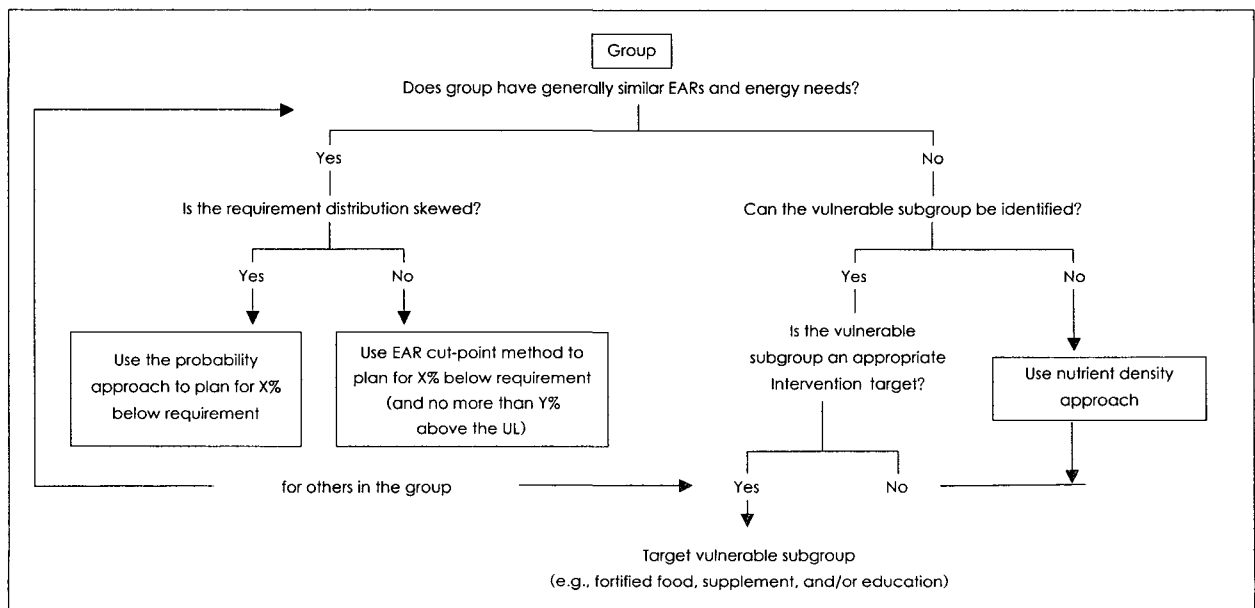 Group
Does group have generally similar EARs and energy needs?
Yes
No
Is the requirement distribution skewed?
Can the vulnerable subgroup be identified?
Yes
No
Yes
No
Use the probability
approach to plan for X%
below requirement
Use EAR cut-point method to
plan for X% below requirement
(and no more than Y%
above the UL)
Is the vulnerable
subgroup an appropriate
Intervention target?
Use nutrient density
approach
for others in the group
Yes
No
Target vulnerable subgroup
(e.g., fortified food, supplement, and/or education)